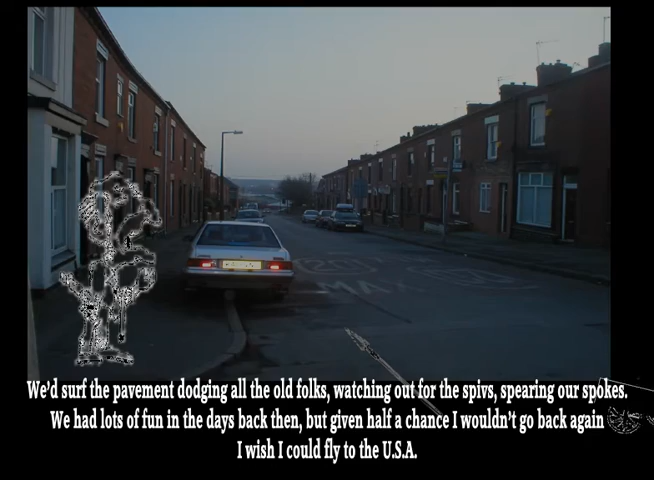 We'd surf the pavement dodging all the old folks, watching out for the spivs, spearing our spokes.
We had lots of fun in the days back then, but given half a chance I wouldn't go back again
I wish I could fly to the U.S.A.